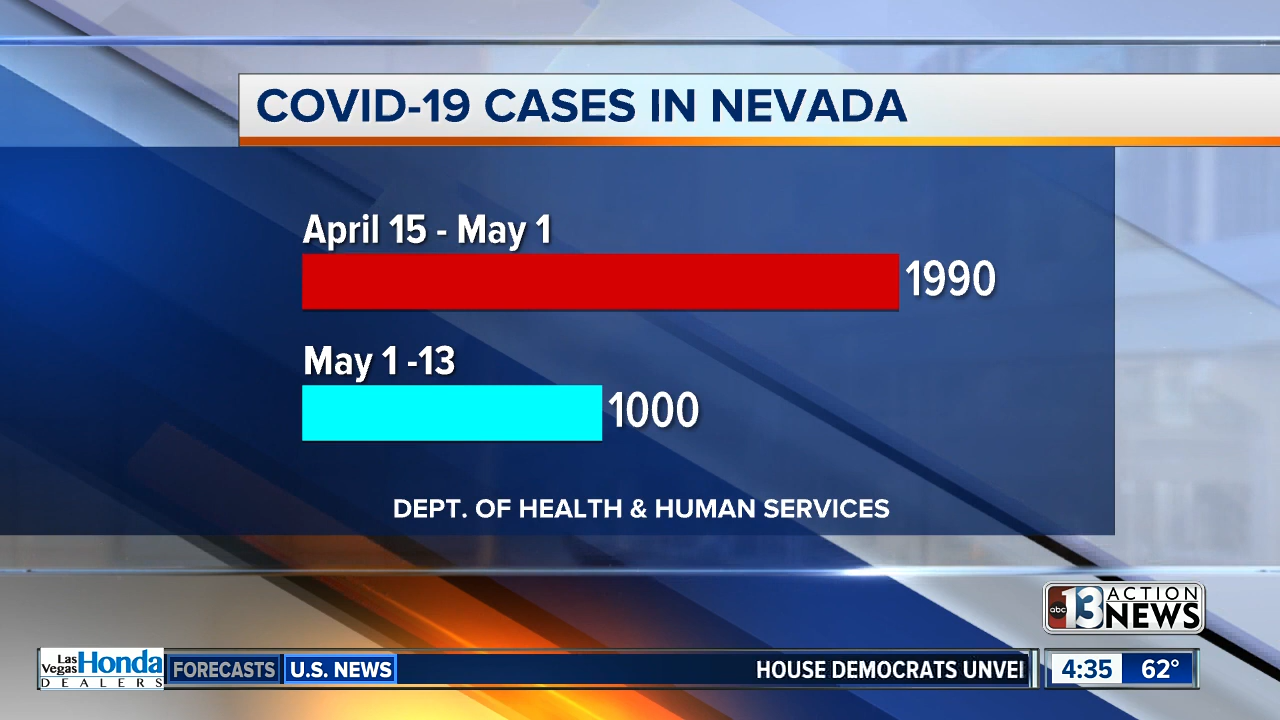 COVID-19 CASES IN NEVADA
April 15 - May 1
1990
May 1 -13
1000
DEPT. OF HEALTH & HUMAN SERVICES
abc 13 ACTION
NEWS
Las Vegas Honda
DEALERS
FORECASTS
U.S. NEWS
HOUSE DEMOCRATS UNVEI
4:35
62°